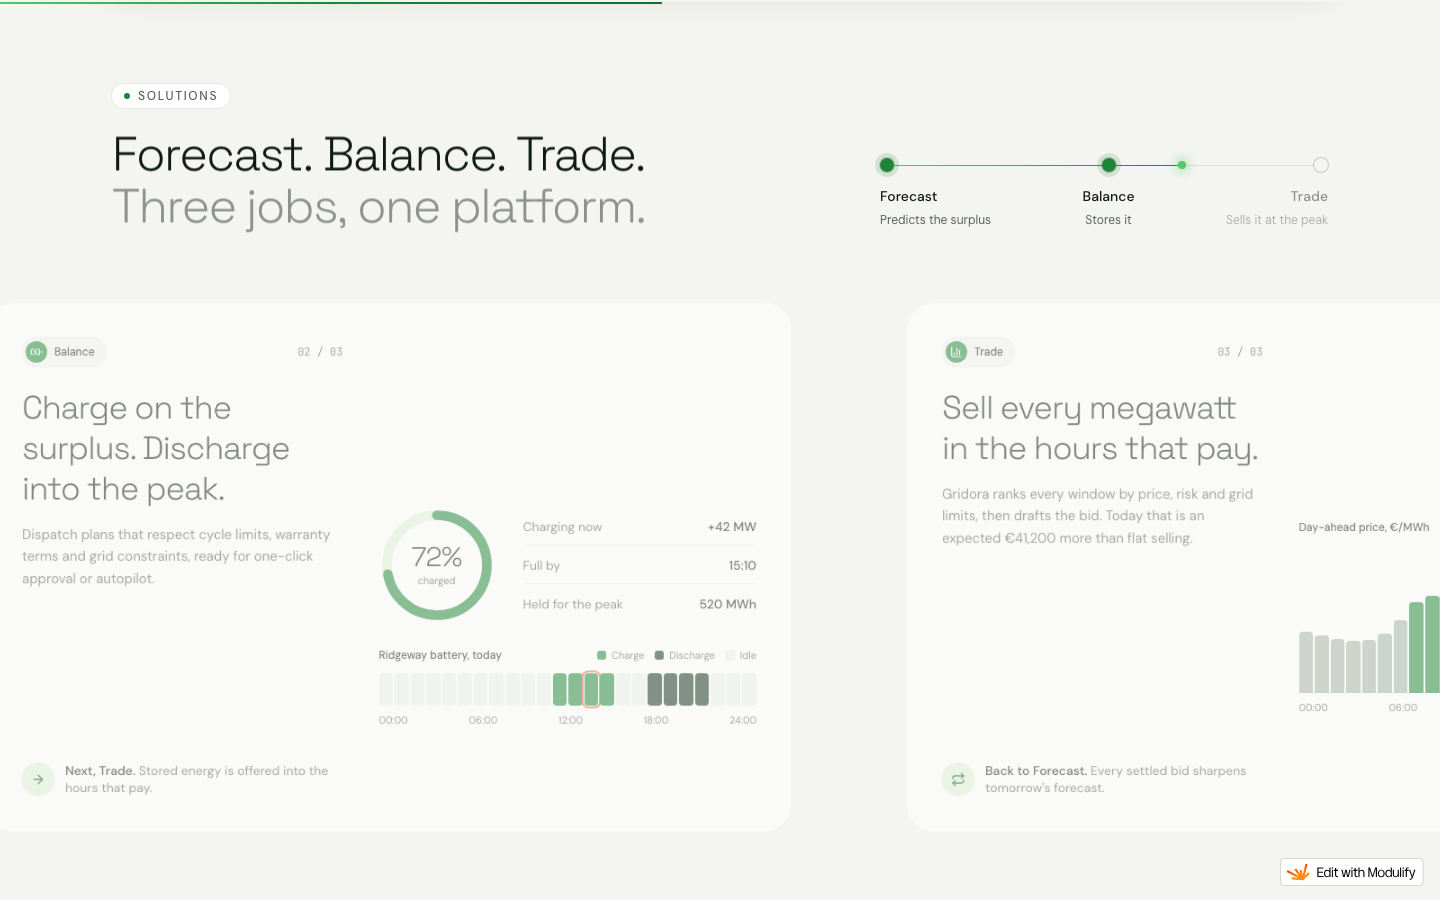 SOLUTIONS
Forecast. Balance. Trade.
Three jobs, one platform.
Forecast
Predicts the surplus
Balance
Stores it
Trade
Sells it at the peak
Balance
02 / 03
Charge on the
surplus. Discharge
into the peak.
Dispatch plans that respect cycle limits, warranty
terms and grid constraints, ready for one-click
approval or autopilot.
72%
charged
Charging now
+42 MW
Full by
15:10
Held for the peak
520 MWh
Ridgeway battery, today
Charge
Discharge
Idle
00:00
06:00
12:00
18:00
24:00
Next, Trade. Stored energy is offered into the
hours that pay.
Trade
03 / 03
Sell every megawatt
in the hours that pay.
Gridora ranks every window by price, risk and grid
limits, then drafts the bid. Today that is an
expected €41,200 more than flat selling.
Day-ahead price, €/MWh
00:00
06:00
Back to Forecast. Every settled bid sharpens
tomorrow's forecast.
Edit with Modulify